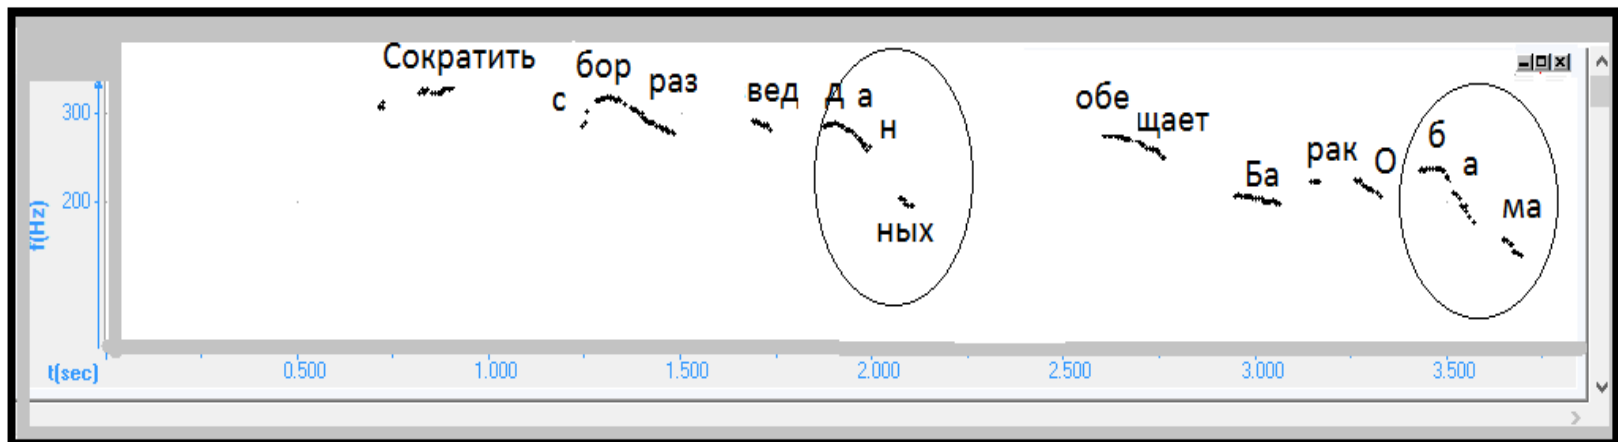 Сократить с бор раз вед д а н ных обе щает Ба рак О б а ма
300
200
f(Hz)
t(sec) 0.500 1.000 1.500 2.000 2.500 3.000 3.500